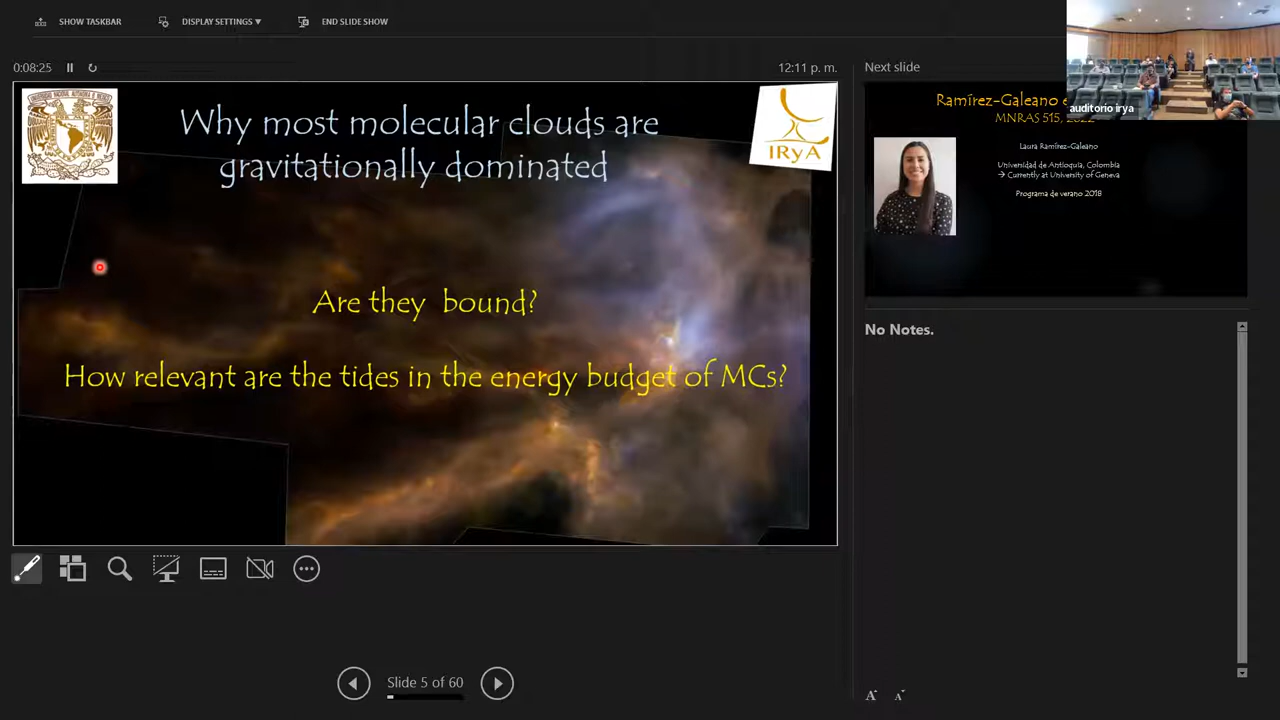 SHOW TASKBAR
DISPLAY SETTINGS ▼
END SLIDE SHOW
0:08:25
12:11 p. m.
Why most molecular clouds are
gravitationally dominated
IRyA
Are they bound?
How relevant are the tides in the energy budget of MCs?
Slide 5 of 60
Next slide
auditorio irya
Ramírez-Galeano
MNRAS 515, 2022
Laura Ramírez-Galeano
Universidad de Antioquia, Colombia
→ Currently at University of Geneva
Programa de verano 2018
No Notes.
A A